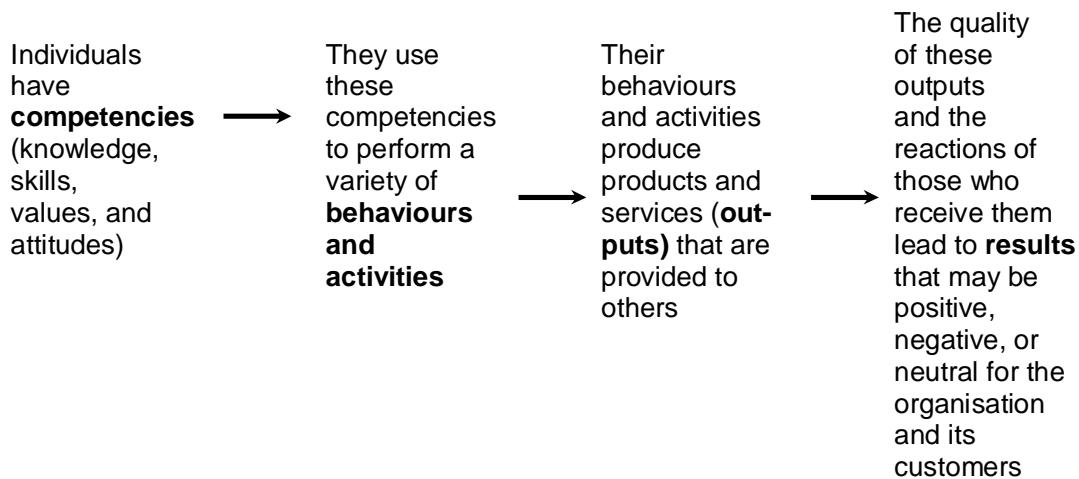 Individuals
have
competencies
(knowledge,
skills,
values, and
attitudes)
They use
these
competencies
to perform a
variety of
behaviours
and
activities
Their
behaviours
and activities
produce
products and
services (out-
puts) that are
provided to
others
The quality
of these
outputs
and the
reactions of
those who
receive them
lead to results
that may be
positive,
negative, or
neutral for the
organisation
and its
customers